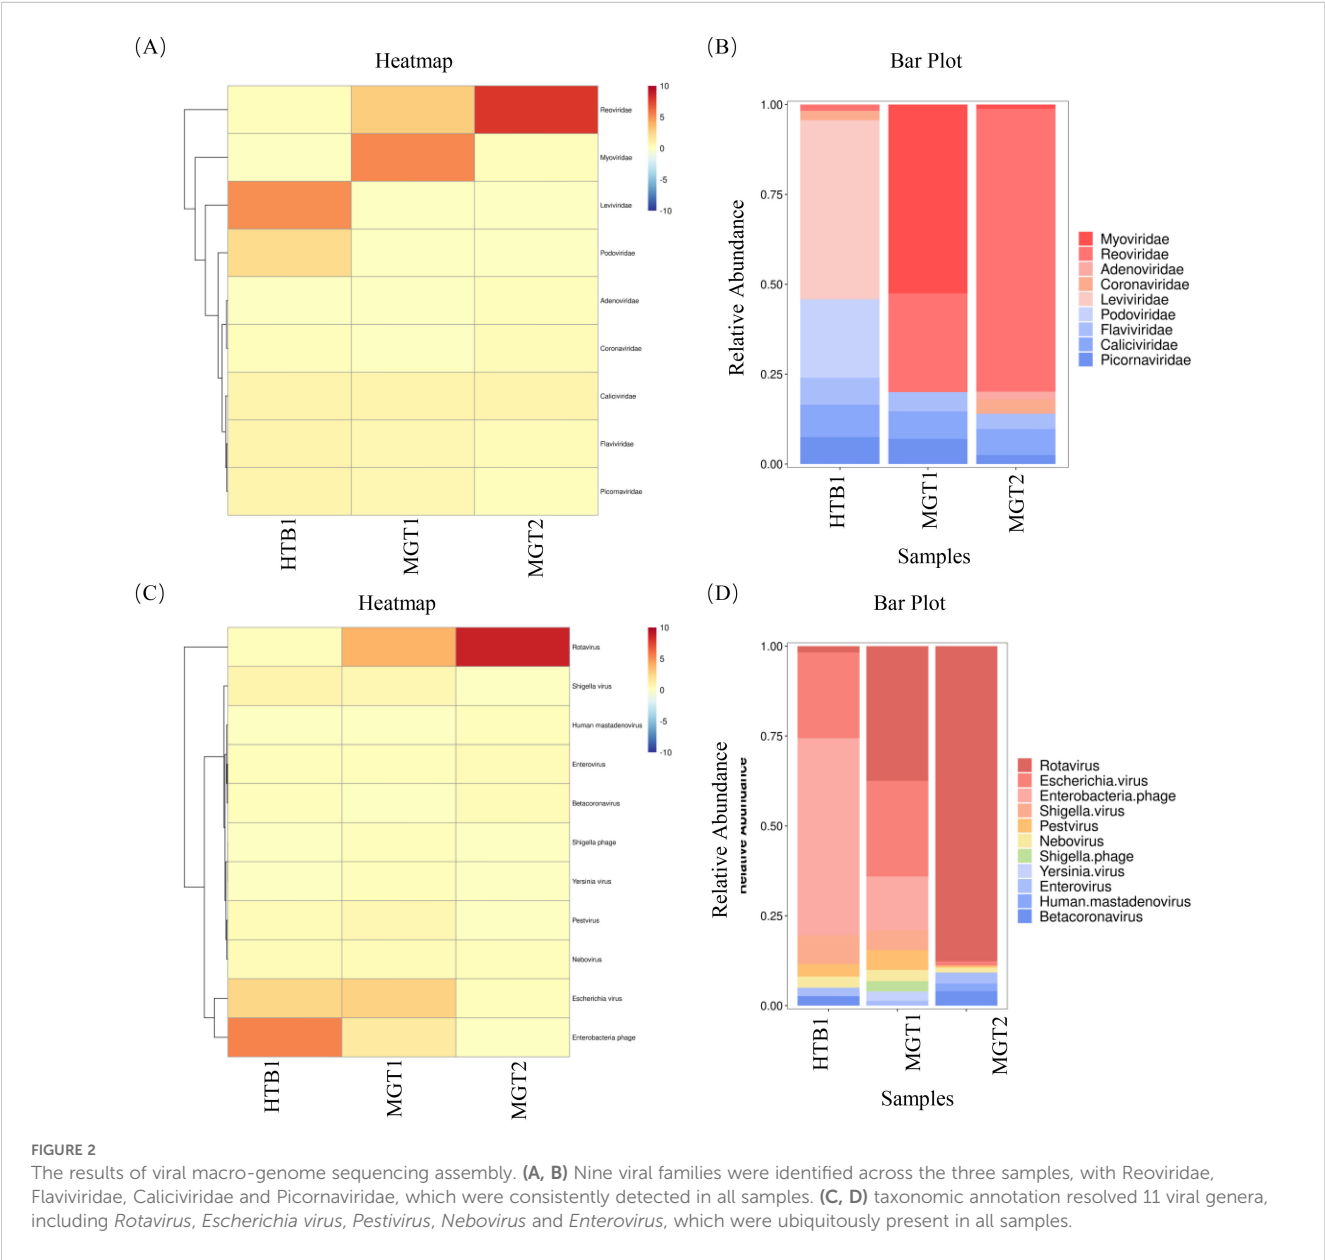 (A)
Heatmap
10
5
0
-5
-10
Reoviridae
Myoviridae
Leviviridae
Podoviridae
Adenoviridae
Coronaviridae
Caliciviridae
Flaviviridae
Picornaviridae
HTB1
MGT1
MGT2
(B)
Bar Plot
Relative Abundance
1.00
0.75
0.50
0.25
0.00
HTB1
MGT1
MGT2
Samples
Myoviridae
Reoviridae
Adenoviridae
Coronaviridae
Leviviridae
Podoviridae
Flaviviridae
Caliciviridae
Picornaviridae
(C)
Heatmap
10
5
0
-5
-10
Rotavirus
Shigella virus
Human mastadenovirus
Enterovirus
Betacoronavirus
Shigella phage
Yersinia virus
Pestvirus
Nebovirus
Escherichia virus
Enterobacteria phage
HTB1
MGT1
MGT2
(D)
Bar Plot
Relative Abundance
Relative Abundance
1.00
0.75
0.50
0.25
0.00
HTB1
MGT1
MGT2
Samples
Rotavirus
Escherichia.virus
Enterobacteria.phage
Shigella.virus
Pestvirus
Nebovirus
Shigella.phage
Yersinia.virus
Enterovirus
Human.mastadenovirus
Betacoronavirus
FIGURE 2
The results of viral macro-genome sequencing assembly. (A, B) Nine viral families were identified across the three samples, with Reoviridae,
Flaviviridae, Caliciviridae and Picornaviridae, which were consistently detected in all samples. (C, D) taxonomic annotation resolved 11 viral genera,
including Rotavirus, Escherichia virus, Pestivirus, Nebovirus and Enterovirus, which were ubiquitously present in all samples.